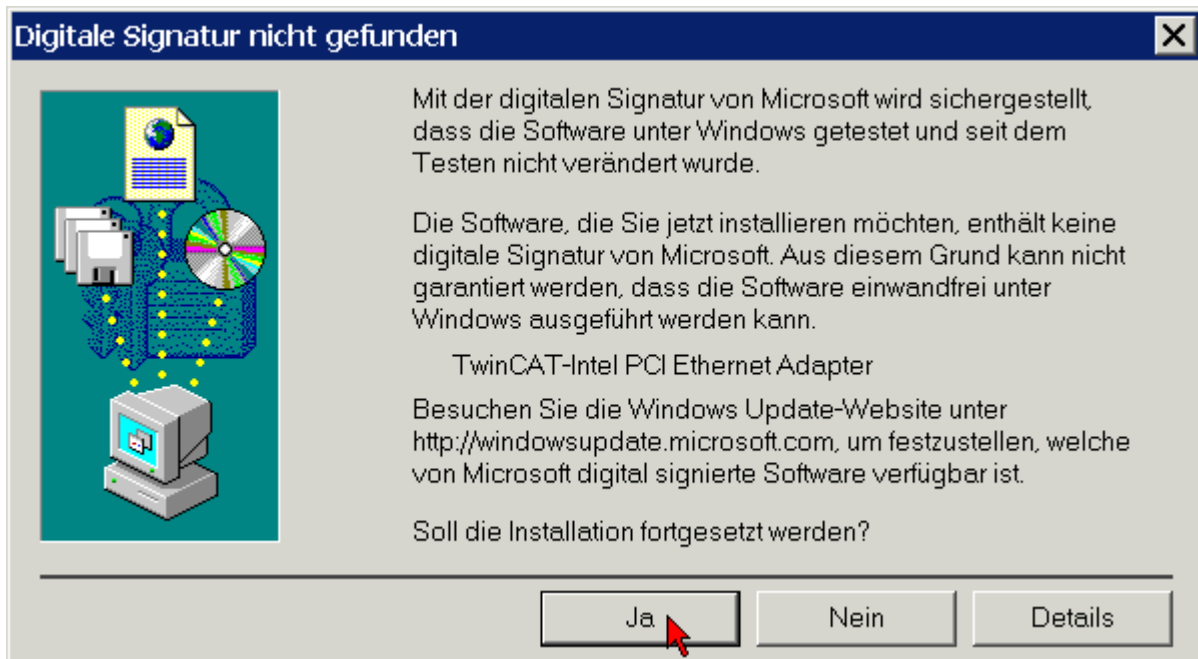 Digitale Signatur nicht gefunden
Mit der digitalen Signatur von Microsoft wird sichergestellt,
dass die Software unter Windows getestet und seit dem
Testen nicht verändert wurde.
Die Software, die Sie jetzt installieren möchten, enthält keine
digitale Signatur von Microsoft. Aus diesem Grund kann nicht
garantiert werden, dass die Software einwandfrei unter
Windows ausgeführt werden kann.
TwinCAT-Intel PCI Ethernet Adapter
Besuchen Sie die Windows Update-Website unter
http://windowsupdate.microsoft.com, um festzustellen, welche
von Microsoft digital signierte Software verfügbar ist.
Soll die Installation fortgesetzt werden?
Ja
Nein
Details